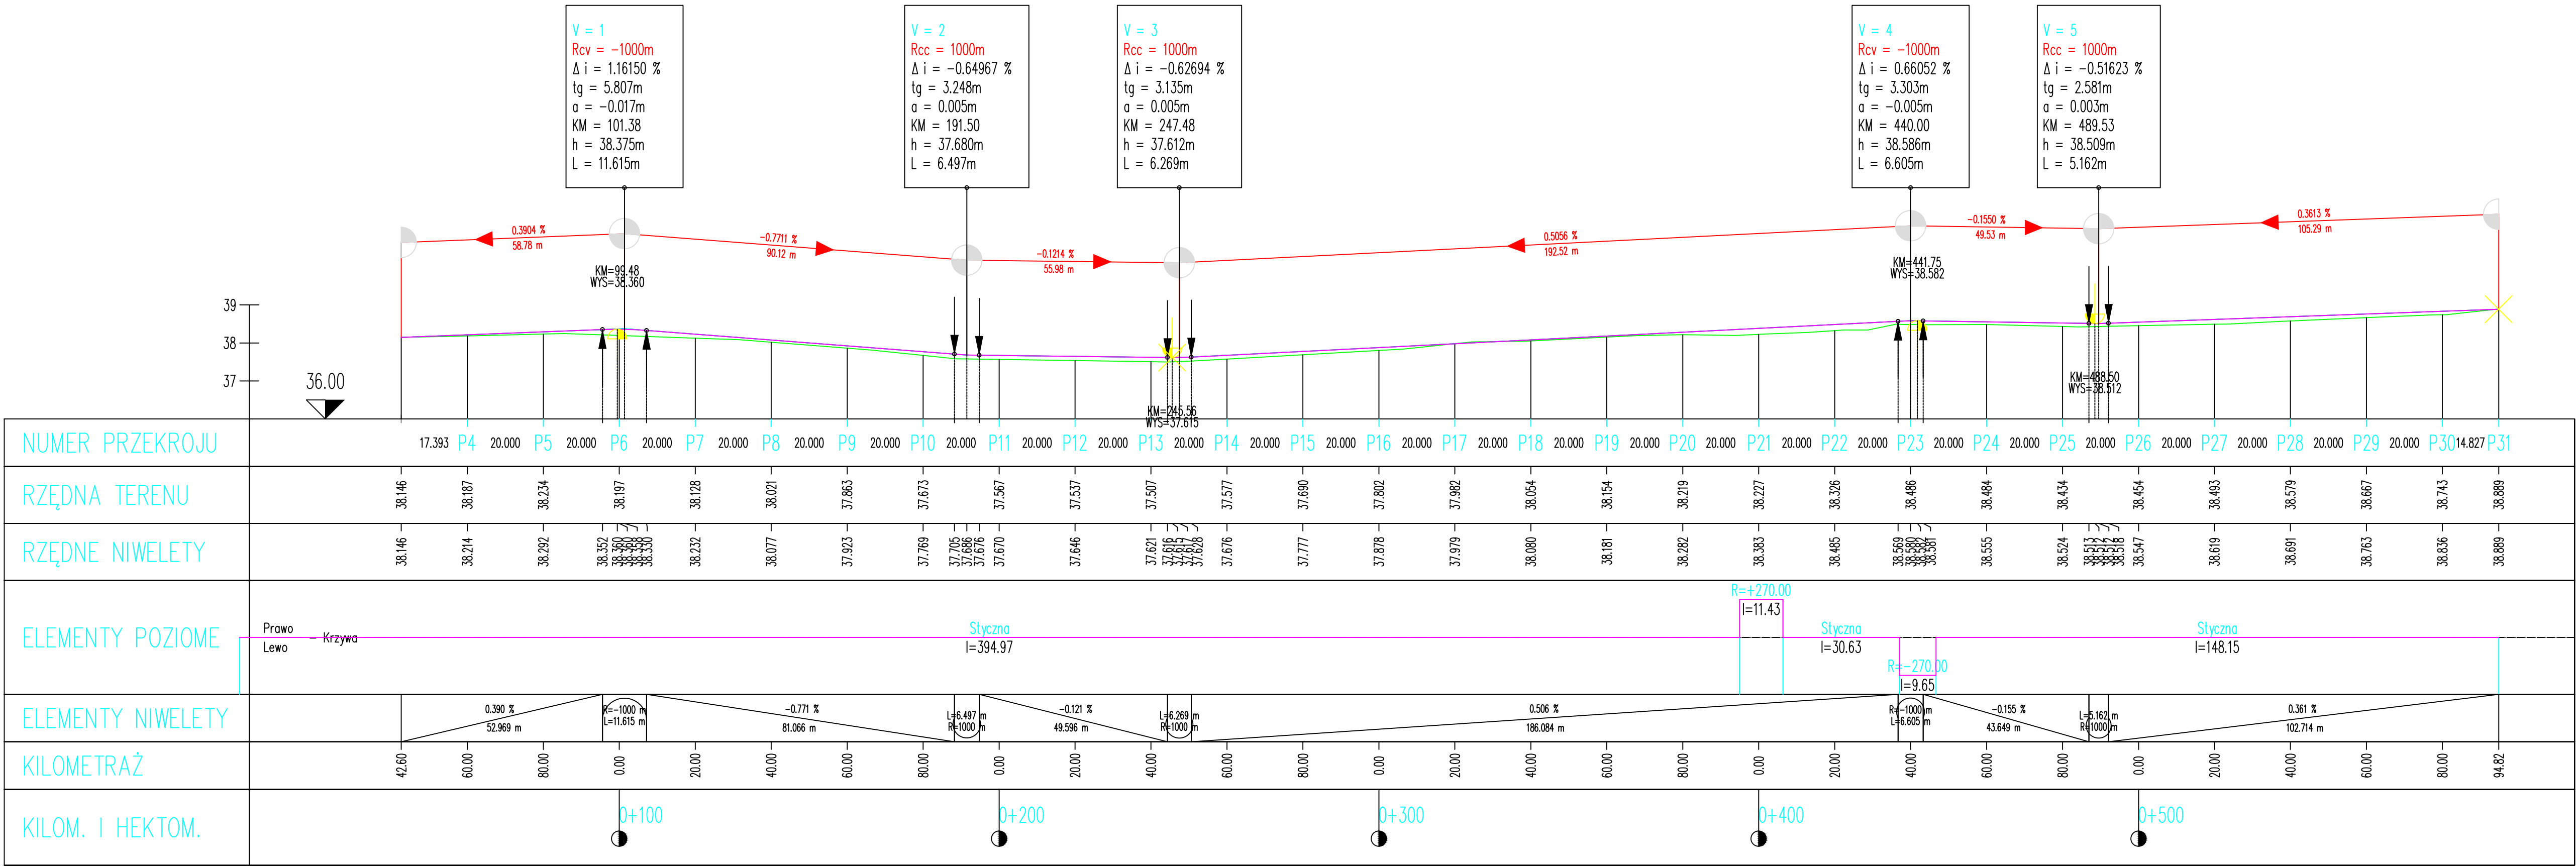 V = 1
Rcv = -1000m
Δ i = 1.16150 %
tg = 5.807m
a = -0.017m
KM = 101.38
h = 38.375m
L = 11.615m
V = 2
Rcc = 1000m
Δ i = -0.64967 %
tg = 3.248m
a = 0.005m
KM = 191.50
h = 37.680m
L = 6.497m
V = 3
Rcc = 1000m
Δ i = -0.62694 %
tg = 3.135m
a = 0.005m
KM = 247.48
h = 37.612m
L = 6.269m
V = 4
Rcv = -1000m
Δ i = 0.66052 %
tg = 3.303m
a = -0.005m
KM = 440.00
h = 38.586m
L = 6.605m
V = 5
Rcc = 1000m
Δ i = -0.51623 %
tg = 2.581m
a = 0.003m
KM = 489.53
h = 38.509m
L = 5.162m
0.3904 %
58.78 m
-0.7711 %
90.12 m
-0.1214 %
55.98 m
0.5056 %
192.52 m
-0.1550 %
49.53 m
0.3613 %
105.29 m
KM=99.48
WYS=38.360
KM=441.75
WYS=38.582
39
38
37
36.00
KM=245.56
WYS=37.615
KM=488.50
WYS=38.512
NUMER PRZEKROJU 17.393 P4 20.000 P5 20.000 P6 20.000 P7 20.000 P8 20.000 P9 20.000 P10 20.000 P11 20.000 P12 20.000 P13 20.000 P14 20.000 P15 20.000 P16 20.000 P17 20.000 P18 20.000 P19 20.000 P20 20.000 P21 20.000 P22 20.000 P23 20.000 P24 20.000 P25 20.000 P26 20.000 P27 20.000 P28 20.000 P29 20.000 P30 14.827 P31
RZĘDNA TERENU 38.146 38.187 38.234 38.197 38.128 38.021 37.863 37.673 37.567 37.537 37.507 37.577 37.690 37.802 37.982 38.054 38.154 38.219 38.227 38.326 38.486 38.484 38.434 38.454 38.493 38.579 38.667 38.743 38.889
RZĘDNE NIWELETY 38.146 38.214 38.292 38.352 38.360 38.360 38.330 38.232 38.077 37.923 37.769 37.705 37.686 37.676 37.670 37.646 37.621 37.616 37.615 37.617 37.628 37.676 37.777 37.878 37.979 38.080 38.181 38.282 38.383 38.485 38.569 38.580 38.582 38.581 38.555 38.524 38.513 38.512 38.512 38.518 38.547 38.619 38.691 38.763 38.836 38.889
ELEMENTY POZIOME
Prawo
Lewo
- Krzywa
Styczna
l=394.97
R=+270.00
l=11.43
Styczna
l=30.63
R=-270.00
l=9.65
Styczna
l=148.15
ELEMENTY NIWELETY
0.390 %
52.969 m
R=-1000 m
L=11.615 m
-0.771 %
81.066 m
L=6.497 m
R=1000 m
-0.121 %
49.596 m
L=6.269 m
R=1000 m
0.506 %
186.084 m
R=-1000 m
L=6.605 m
-0.155 %
43.649 m
L=5.162 m
R=1000 m
0.361 %
102.714 m
KILOMETRAŻ 42.60 60.00 80.00 0.00 20.00 40.00 60.00 80.00 0.00 20.00 40.00 60.00 80.00 0.00 20.00 40.00 60.00 80.00 0.00 20.00 40.00 60.00 80.00 0.00 20.00 40.00 60.00 80.00 94.82
KILOM. I HEKTOM. 0+100 0+200 0+300 0+400 0+500